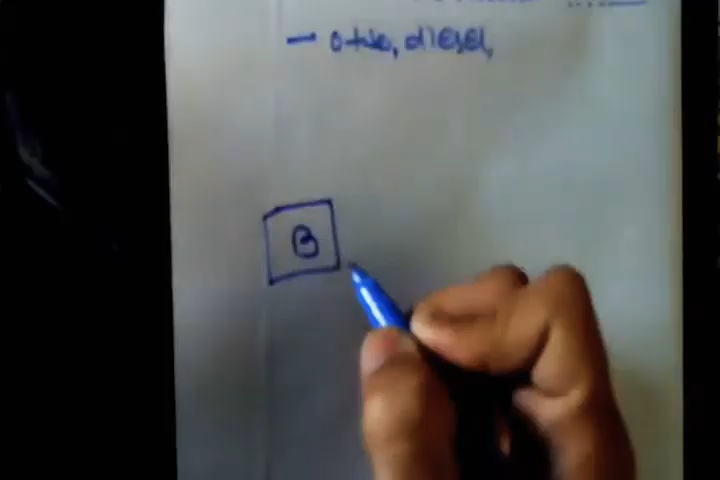 — otto, diesel,
B